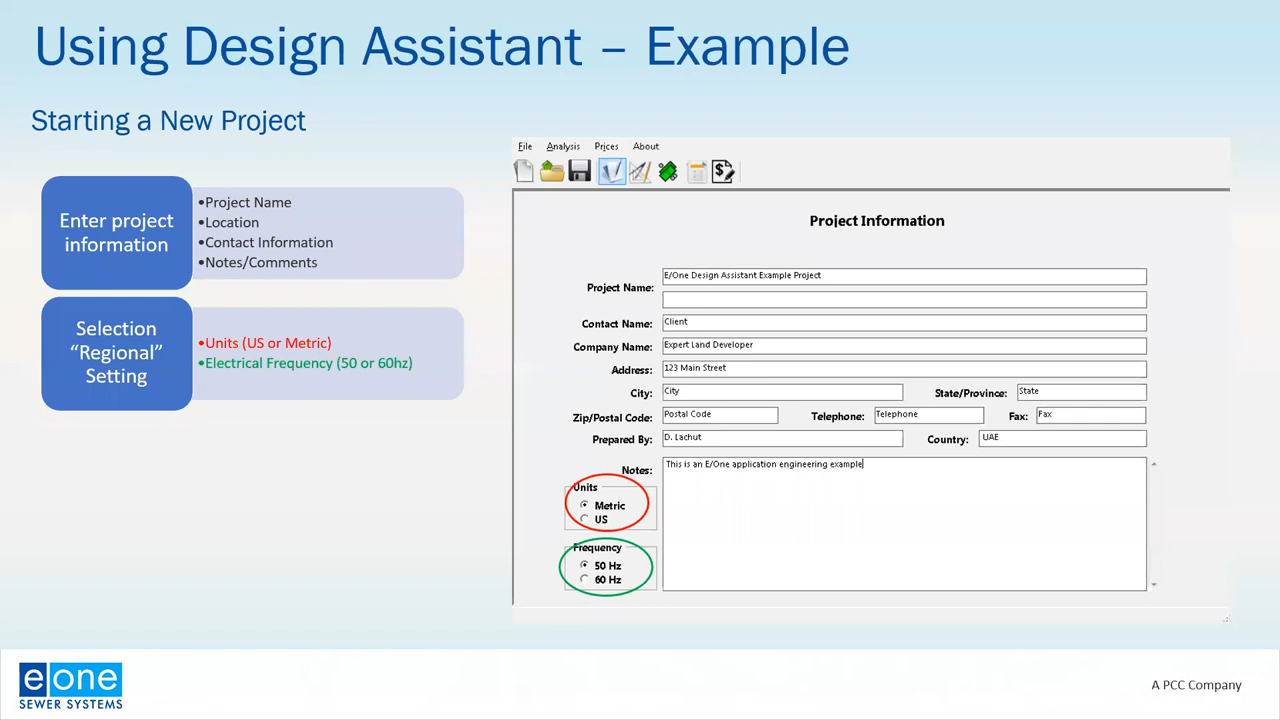 Using Design Assistant – Example
Starting a New Project
Enter project
information
•Project Name
•Location
•Contact Information
•Notes/Comments
Selection
“Regional”
Setting
•Units (US or Metric)
•Electrical Frequency (50 or 60hz)
File Analysis Prices About
Project Information
Project Name: E/One Design Assistant Example Project
Contact Name: Client
Company Name: Expert Land Developer
Address: 123 Main Street
City: City State/Province: State
Zip/Postal Code: Postal Code Telephone: Telephone Fax: Fax
Prepared By: D. Lachut Country: UAE
Notes: This is an E/One application engineering example
Units
Metric
US
Frequency
50 Hz
60 Hz
eone
SEWER SYSTEMS
A PCC Company